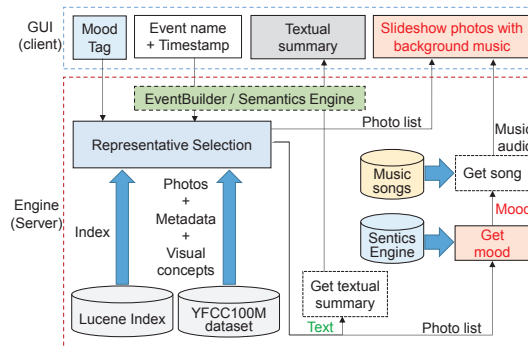 GUI
(client)
Mood
Tag
Event name
+ Timestamp
Textual
summary
Slideshow photos with
background music
EventBuilder / Semantics Engine
Photo list
Representative Selection
Music
audio
Engine
(Server)
Index
Photos
+
Metadata
+
Visual
concepts
Music
songs
Get song
Mood
Sentics
Engine
Get
mood
Get textual
summary
Lucene Index
YFCC100M
dataset
Text
Photo list